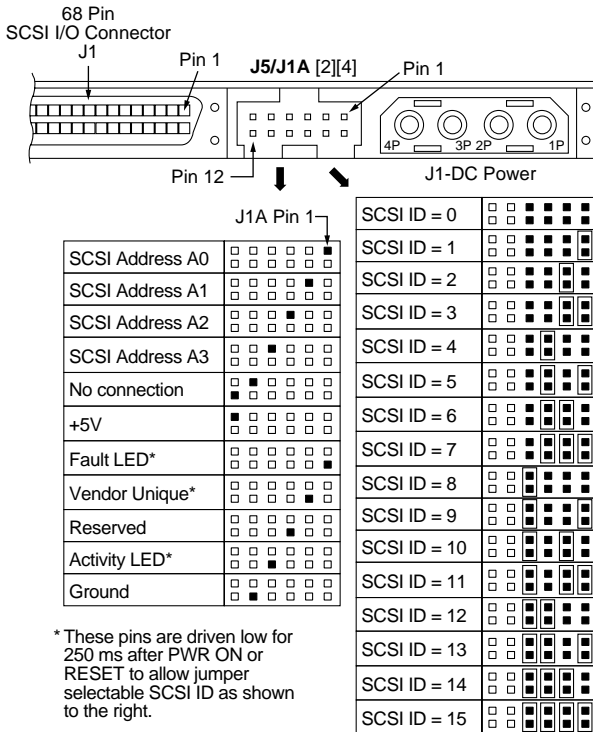 68 Pin
SCSI I/O Connector
J1
Pin 1
J5/J1A [2][4]
Pin 1
4P
3P
2P
1P
Pin 12
J1-DC Power
J1A Pin 1
SCSI Address A0
SCSI Address A1
SCSI Address A2
SCSI Address A3
No connection
+5V
Fault LED*
Vendor Unique*
Reserved
Activity LED*
Ground
* These pins are driven low for
250 ms after PWR ON or
RESET to allow jumper
selectable SCSI ID as shown
to the right.
SCSI ID = 0
SCSI ID = 1
SCSI ID = 2
SCSI ID = 3
SCSI ID = 4
SCSI ID = 5
SCSI ID = 6
SCSI ID = 7
SCSI ID = 8
SCSI ID = 9
SCSI ID = 10
SCSI ID = 11
SCSI ID = 12
SCSI ID = 13
SCSI ID = 14
SCSI ID = 15